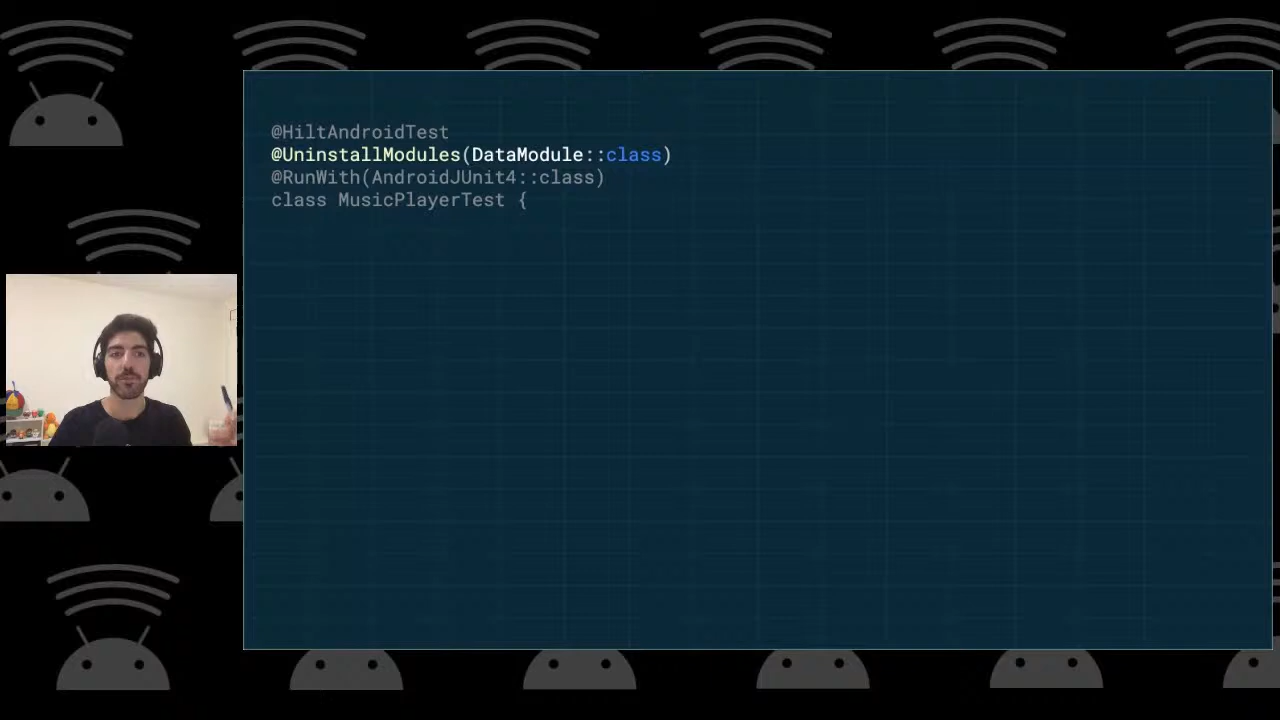 @HiltAndroidTest
@UninstallModules(DataModule::class)
@RunWith(AndroidJUnit4::class)
class MusicPlayerTest {